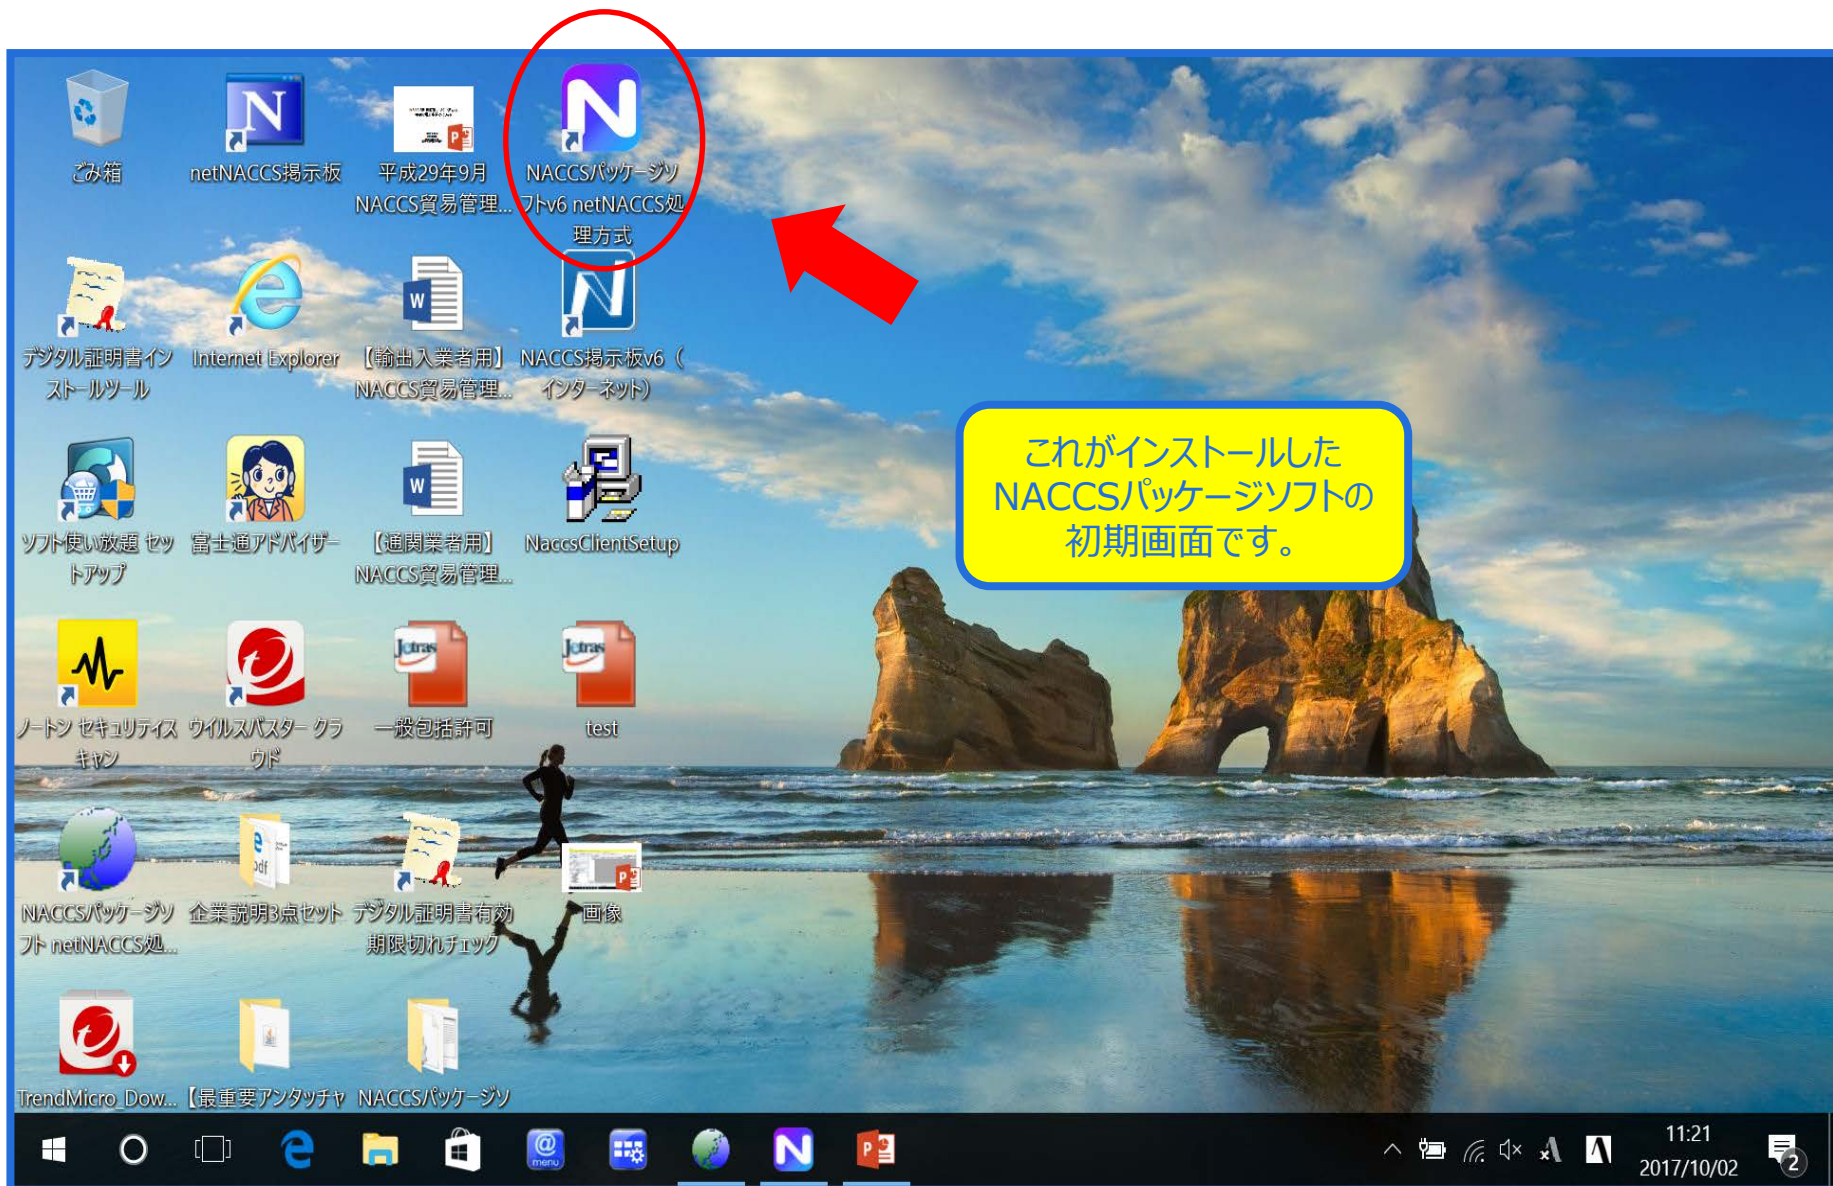 ごみ箱
netNACCS掲示板
平成29年9月
NACCS貿易管理...
NACCSパッケージソ
フトv6 netNACCS処
理方式
デジタル証明書イン
ストールツール
Internet Explorer
【輸出入業者用】
NACCS貿易管理...
NACCS掲示板v6（
インターネット）
これがインストールした
NACCSパッケージソフトの
初期画面です。
ソフト使い放題 セッ
トアップ
富士通アドバイザー
【通関業者用】
NACCS貿易管理...
NaccsClientSetup
Jetras
Jetras
ノートン セキュリティス
キャン
ウイルスバスター クラ
ウド
一般包括許可
test
pdf
NACCSパッケージソ
フト netNACCS処...
企業説明3点セット
デジタル証明書有効
期限切れチェック
画像
TrendMicro_Dow...
【最重要アンタッチャ
NACCSパッケージソ
@
menu
11:21
2017/10/02
2